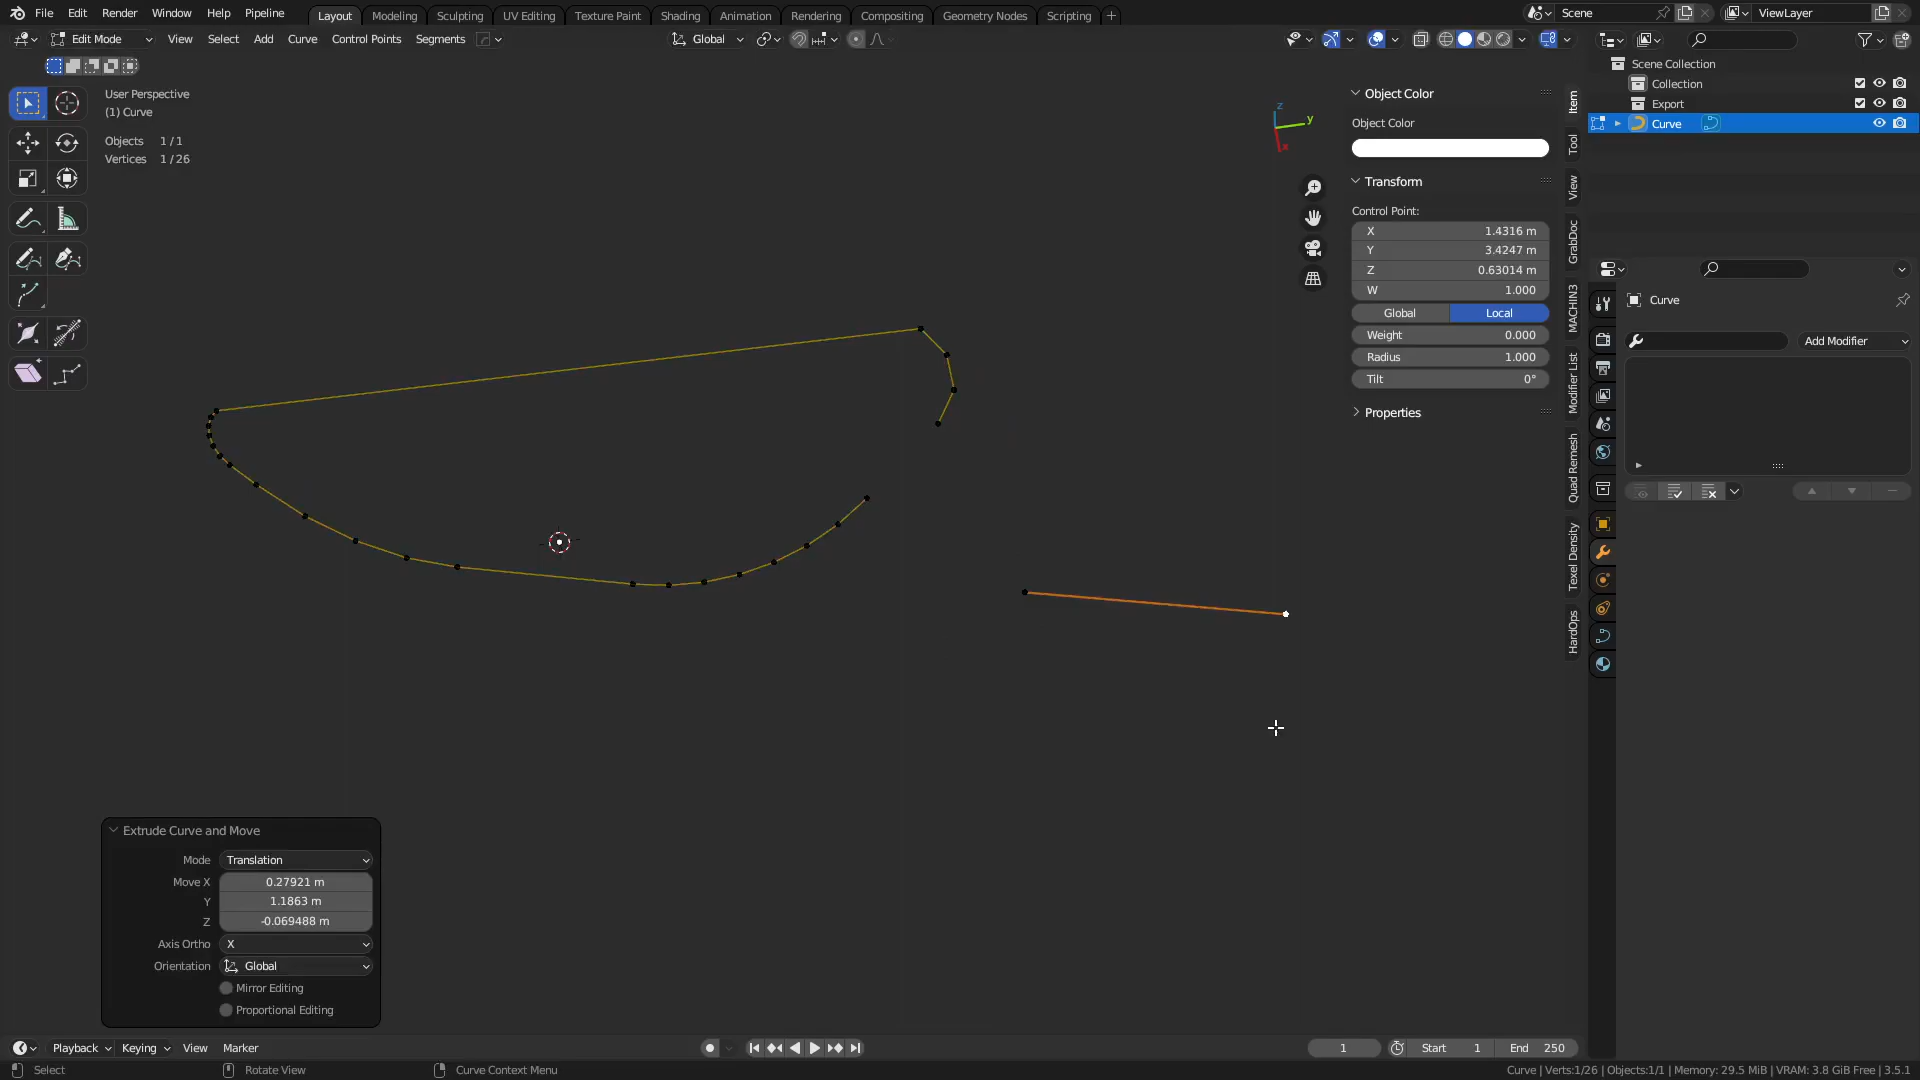 File Edit Render Window Help Pipeline Layout Modeling Sculpting UV Editing Texture Paint Shading Animation Rendering Compositing Geometry Nodes Scripting + Scene ViewLayer
Edit Mode View Select Add Curve Control Points Segments Global
User Perspective
(1) Curve
Objects 1/1
Vertices 1/26
z
y
x
Object Color
Object Color
Transform
Control Point:
X 1.4316 m
Y 3.4247 m
Z 0.63014 m
W 1.000
Global Local
Weight 0.000
Radius 1.000
Tilt 0°
Properties
Item
Tool
View
GrabDoc
MACHIN3
Modifier List
Quad Remesh
Texel Density
HardOps
Scene Collection
Collection
Export
Curve
Curve
Add Modifier
Extrude Curve and Move
Mode Translation
Move X 0.27921 m
Y 1.1863 m
Z -0.069488 m
Axis Ortho X
Orientation Global
Mirror Editing
Proportional Editing
Playback Keying View Marker 1 Start 1 End 250
Select Rotate View Curve Context Menu Curve | Verts:1/26 | Objects:1/1 | Memory: 29.5 MiB | VRAM: 3.8 GiB Free | 3.5.1